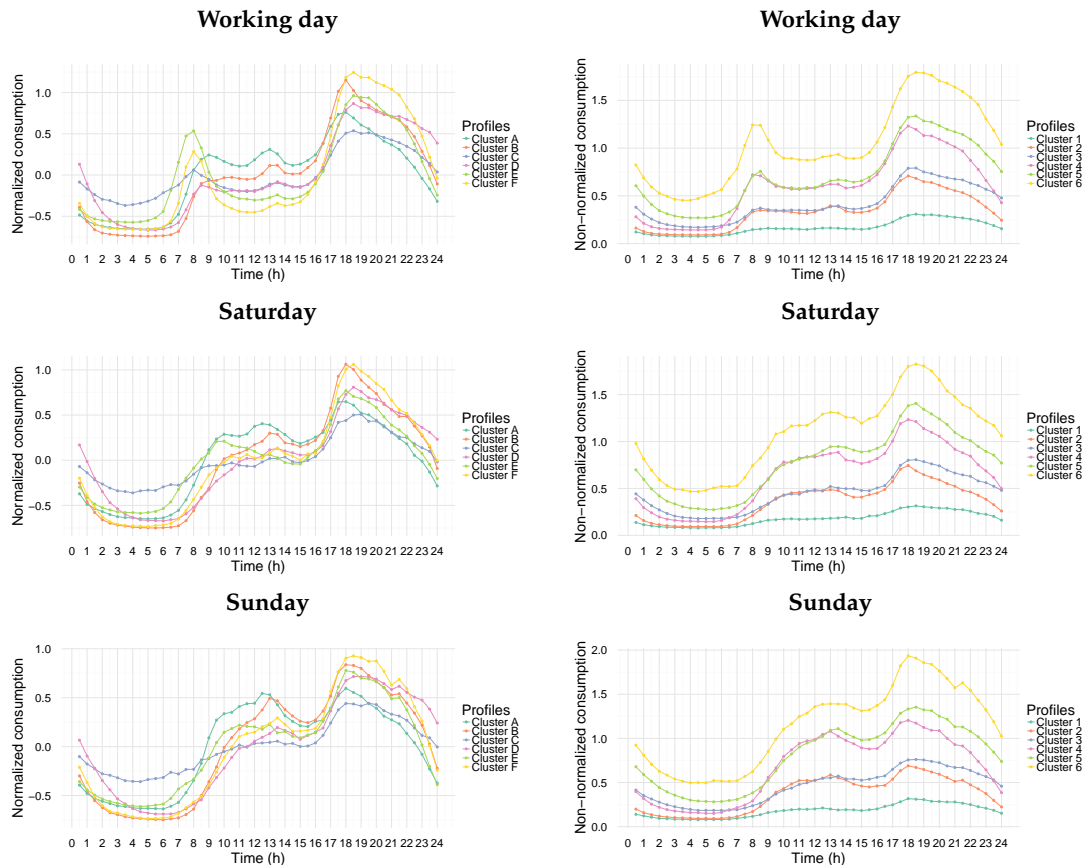 Working day
Normalized consumption
1.0
0.5
0.0
−0.5
0 1 2 3 4 5 6 7 8 9 10 11 12 13 14 15 16 17 18 19 20 21 22 23 24
Time (h)
Profiles
Cluster A
Cluster B
Cluster C
Cluster D
Cluster E
Cluster F
Working day
Non−normalized consumption
1.5
1.0
0.5
0.0
0 1 2 3 4 5 6 7 8 9 10 11 12 13 14 15 16 17 18 19 20 21 22 23 24
Time (h)
Profiles
Cluster 1
Cluster 2
Cluster 3
Cluster 4
Cluster 5
Cluster 6
Saturday
Normalized consumption
1.0
0.5
0.0
−0.5
0 1 2 3 4 5 6 7 8 9 10 11 12 13 14 15 16 17 18 19 20 21 22 23 24
Time (h)
Profiles
Cluster A
Cluster B
Cluster C
Cluster D
Cluster E
Cluster F
Saturday
Non−normalized consumption
1.5
1.0
0.5
0.0
0 1 2 3 4 5 6 7 8 9 10 11 12 13 14 15 16 17 18 19 20 21 22 23 24
Time (h)
Profiles
Cluster 1
Cluster 2
Cluster 3
Cluster 4
Cluster 5
Cluster 6
Sunday
Normalized consumption
1.0
0.5
0.0
−0.5
0 1 2 3 4 5 6 7 8 9 10 11 12 13 14 15 16 17 18 19 20 21 22 23 24
Time (h)
Profiles
Cluster A
Cluster B
Cluster C
Cluster D
Cluster E
Cluster F
Sunday
Non−normalized consumption
2.0
1.5
1.0
0.5
0.0
0 1 2 3 4 5 6 7 8 9 10 11 12 13 14 15 16 17 18 19 20 21 22 23 24
Time (h)
Profiles
Cluster 1
Cluster 2
Cluster 3
Cluster 4
Cluster 5
Cluster 6